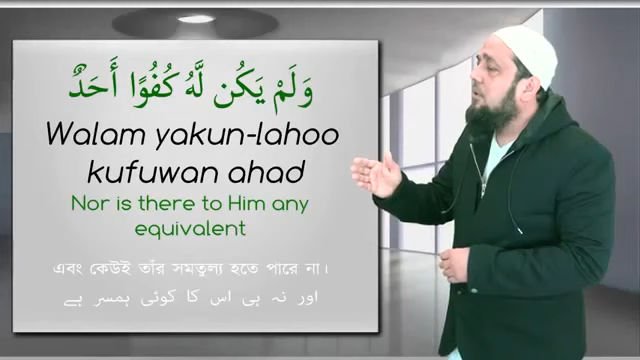 وَلَمْ يَكُن لَّهُ كُفُوًا أَحَدٌ
Walam yakun-lahoo
kufuwan ahad
Nor is there to Him any
equivalent
এবং কেউই তাঁর সমতুল্য হতে পারে না।
اور نہ ہی اس کا کوئی ہمسر ہے